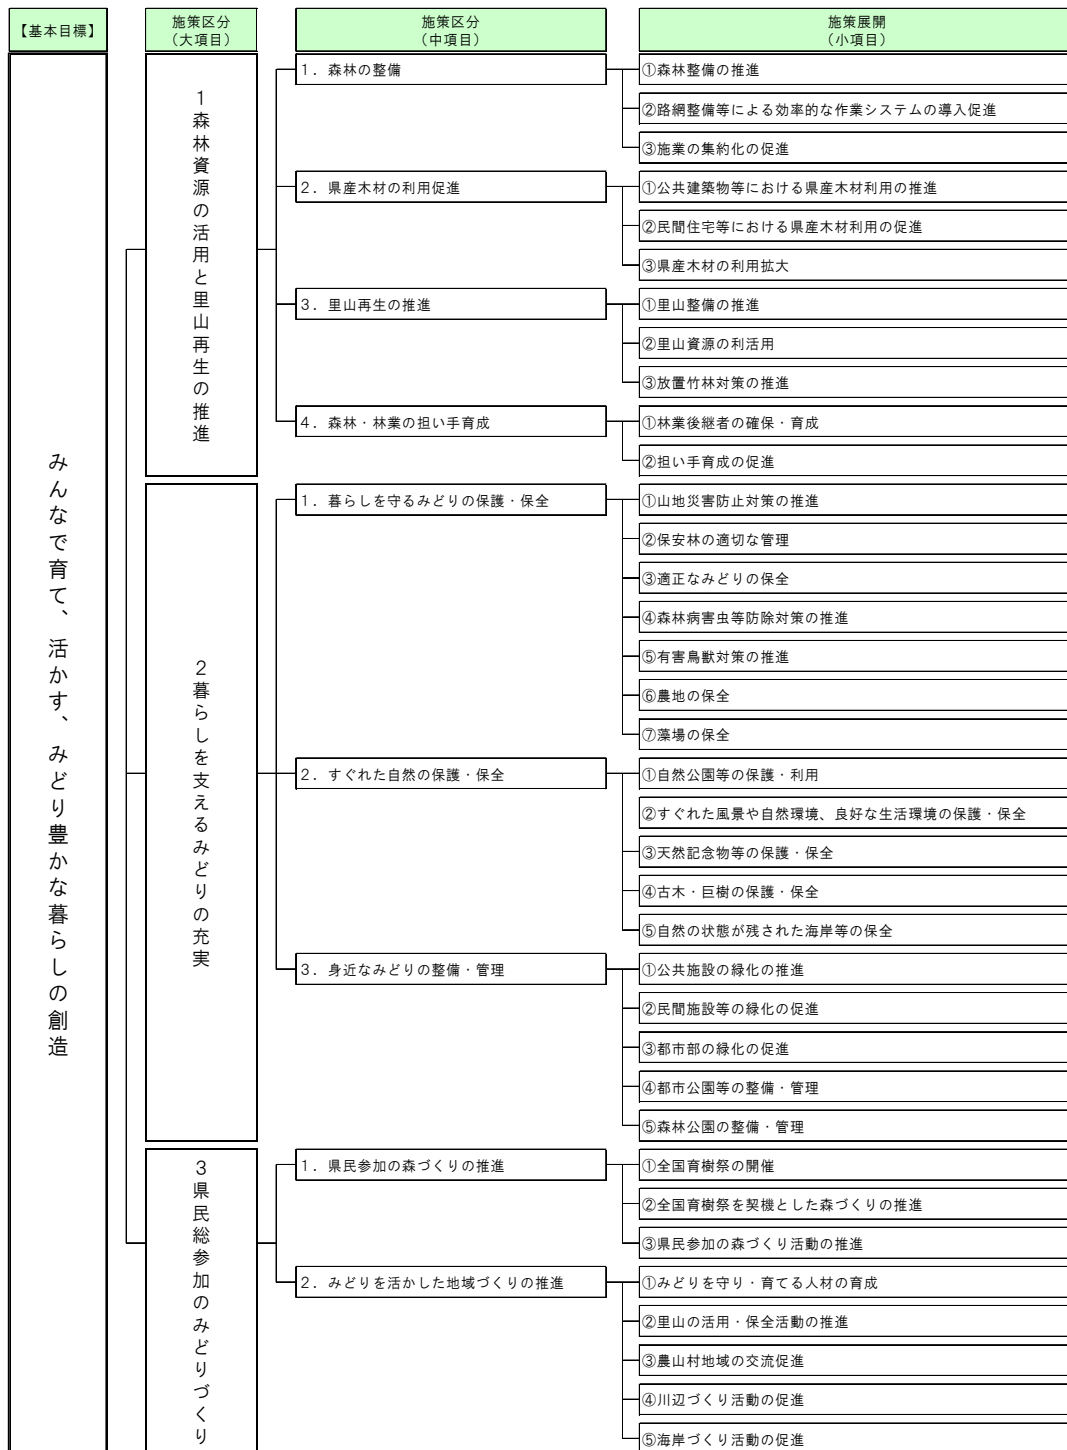 【基本目標】
施策区分
（大項目）
施策区分
（中項目）
施策展開
（小項目）
みんなで育て、活かす、みどり豊かな暮らしの創造
1森林資源の活用と里山再生の推進
1．森林の整備
①森林整備の推進
②路網整備等による効率的な作業システムの導入促進
③施業の集約化の促進
2．県産木材の利用促進
①公共建築物等における県産木材利用の推進
②民間住宅等における県産木材利用の促進
③県産木材の利用拡大
3．里山再生の推進
①里山整備の推進
②里山資源の利活用
③放置竹林対策の推進
4．森林・林業の担い手育成
①林業後継者の確保・育成
②担い手育成の促進
2暮らしを支えるみどりの充実
1．暮らしを守るみどりの保護・保全
①山地災害防止対策の推進
②保安林の適切な管理
③適正なみどりの保全
④森林病害虫等防除対策の推進
⑤有害鳥獣対策の推進
⑥農地の保全
⑦藻場の保全
2．すぐれた自然の保護・保全
①自然公園等の保護・利用
②すぐれた風景や自然環境、良好な生活環境の保護・保全
③天然記念物等の保護・保全
④古木・巨樹の保護・保全
⑤自然の状態が残された海岸等の保全
3．身近なみどりの整備・管理
①公共施設の緑化の推進
②民間施設等の緑化の促進
③都市部の緑化の促進
④都市公園等の整備・管理
⑤森林公園の整備・管理
3県民総参加のみどりづくり
1．県民参加の森づくりの推進
①全国育樹祭の開催
②全国育樹祭を契機とした森づくりの推進
③県民参加の森づくり活動の推進
2．みどりを活かした地域づくりの推進
①みどりを守り・育てる人材の育成
②里山の活用・保全活動の推進
③農山村地域の交流促進
④川辺づくり活動の促進
⑤海岸づくり活動の促進